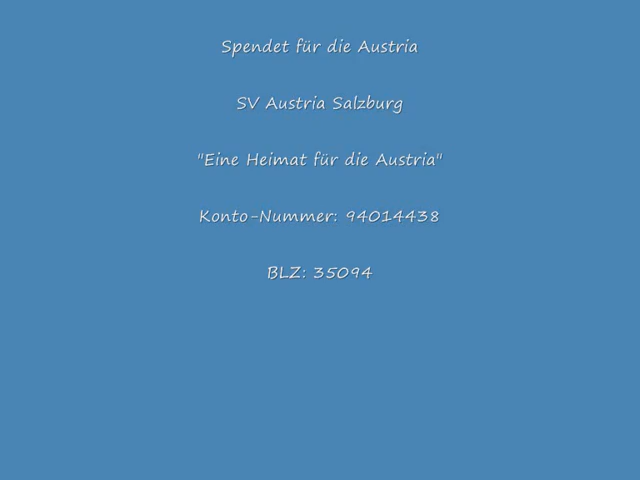 Spendet für die Austria
SV Austria Salzburg
"Eine Heimat für die Austria"
Konto-Nummer: 94014438
BLZ: 35094